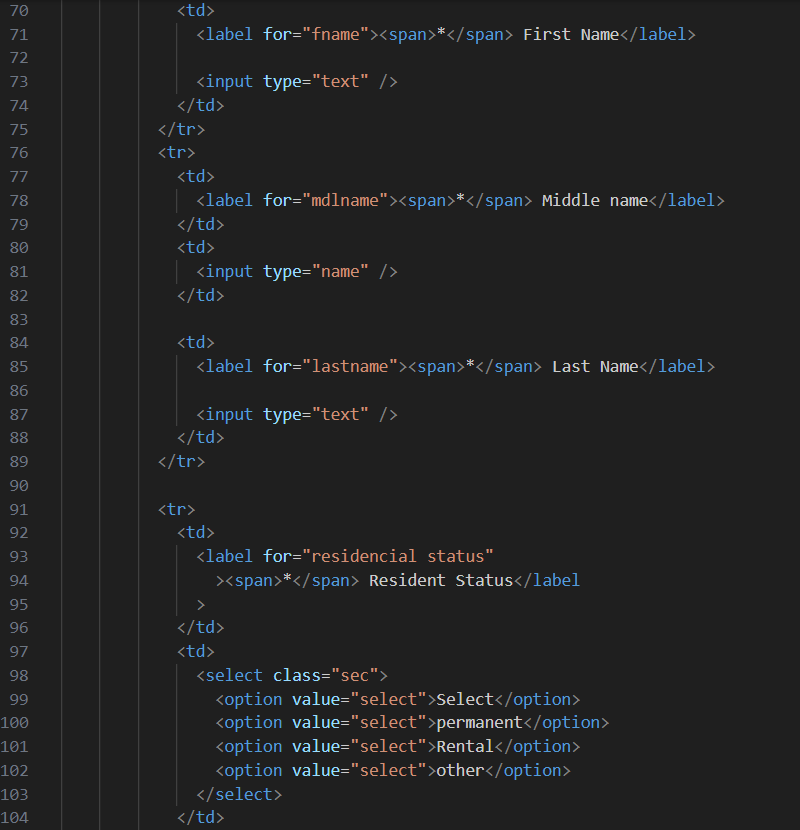 70 <td>
71 <label for="fname"><span>*</span> First Name</label>
72
73 <input type="text" />
74 </td>
75 </tr>
76 <tr>
77 <td>
78 <label for="mdlname"><span>*</span> Middle name</label>
79 </td>
80 <td>
81 <input type="name" />
82 </td>
83
84 <td>
85 <label for="lastname"><span>*</span> Last Name</label>
86
87 <input type="text" />
88 </td>
89 </tr>
90
91 <tr>
92 <td>
93 <label for="residencial status"
94 ><span>*</span> Resident Status</label
95 >
96 </td>
97 <td>
98 <select class="sec">
99 <option value="select">Select</option>
100 <option value="select">permanent</option>
101 <option value="select">Rental</option>
102 <option value="select">other</option>
103 </select>
104 </td>